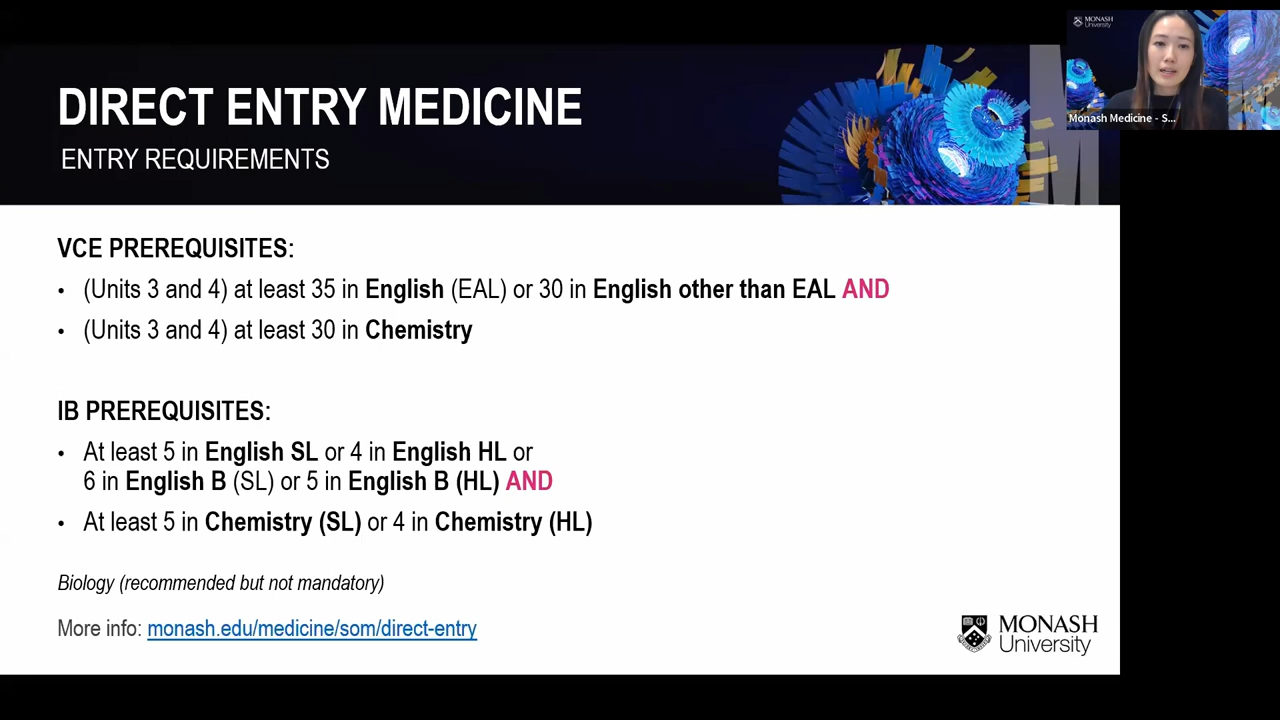 DIRECT ENTRY MEDICINE
ENTRY REQUIREMENTS
MONASH
University
Monash Medicine - S...
VCE PREREQUISITES:
• (Units 3 and 4) at least 35 in English (EAL) or 30 in English other than EAL AND
• (Units 3 and 4) at least 30 in Chemistry
IB PREREQUISITES:
• At least 5 in English SL or 4 in English HL or
6 in English B (SL) or 5 in English B (HL) AND
• At least 5 in Chemistry (SL) or 4 in Chemistry (HL)
Biology (recommended but not mandatory)
More info: monash.edu/medicine/som/direct-entry
MONASH
University